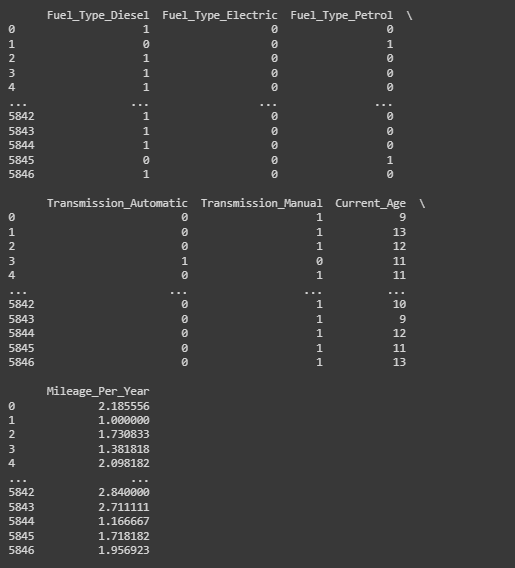 Fuel_Type_Diesel Fuel_Type_Electric Fuel_Type_Petrol \
0 1 0 0
1 0 0 1
2 1 0 0
3 1 0 0
4 1 0 0
... ... ... ...
5842 1 0 0
5843 1 0 0
5844 1 0 0
5845 0 0 1
5846 1 0 0
Transmission_Automatic Transmission_Manual Current_Age \
0 0 1 9
1 0 1 13
2 0 1 12
3 1 0 11
4 0 1 11
... ... ... ...
5842 0 1 10
5843 0 1 9
5844 0 1 12
5845 0 1 11
5846 0 1 13
Mileage_Per_Year
0 2.185556
1 1.000000
2 1.730833
3 1.381818
4 2.098182
... ...
5842 2.840000
5843 2.711111
5844 1.166667
5845 1.718182
5846 1.956923